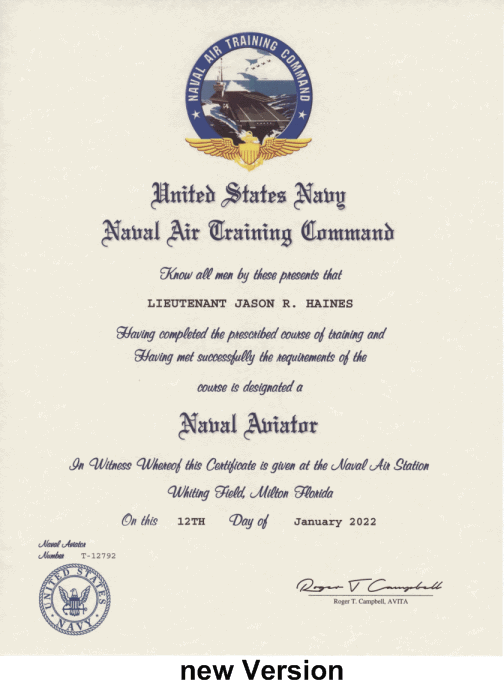 NAVAL AIR TRAINING COMMAND
United States Navy
Naval Air Training Command
Know all men by these presents that
LIEUTENANT JASON R. HAINES
Having completed the prescribed course of training and
Having met successfully the requirements of the
course is designated a
Naval Aviator
In Witness Whereof this Certificate is given at the Naval Air Station
Whiting Field, Milton Florida
On this 12TH Day of January 2022
Naval Aviator
Number T-12792
UNITED STATES
NAVY
Roger T Campbell
Roger T. Campbell, AVITA
new Version